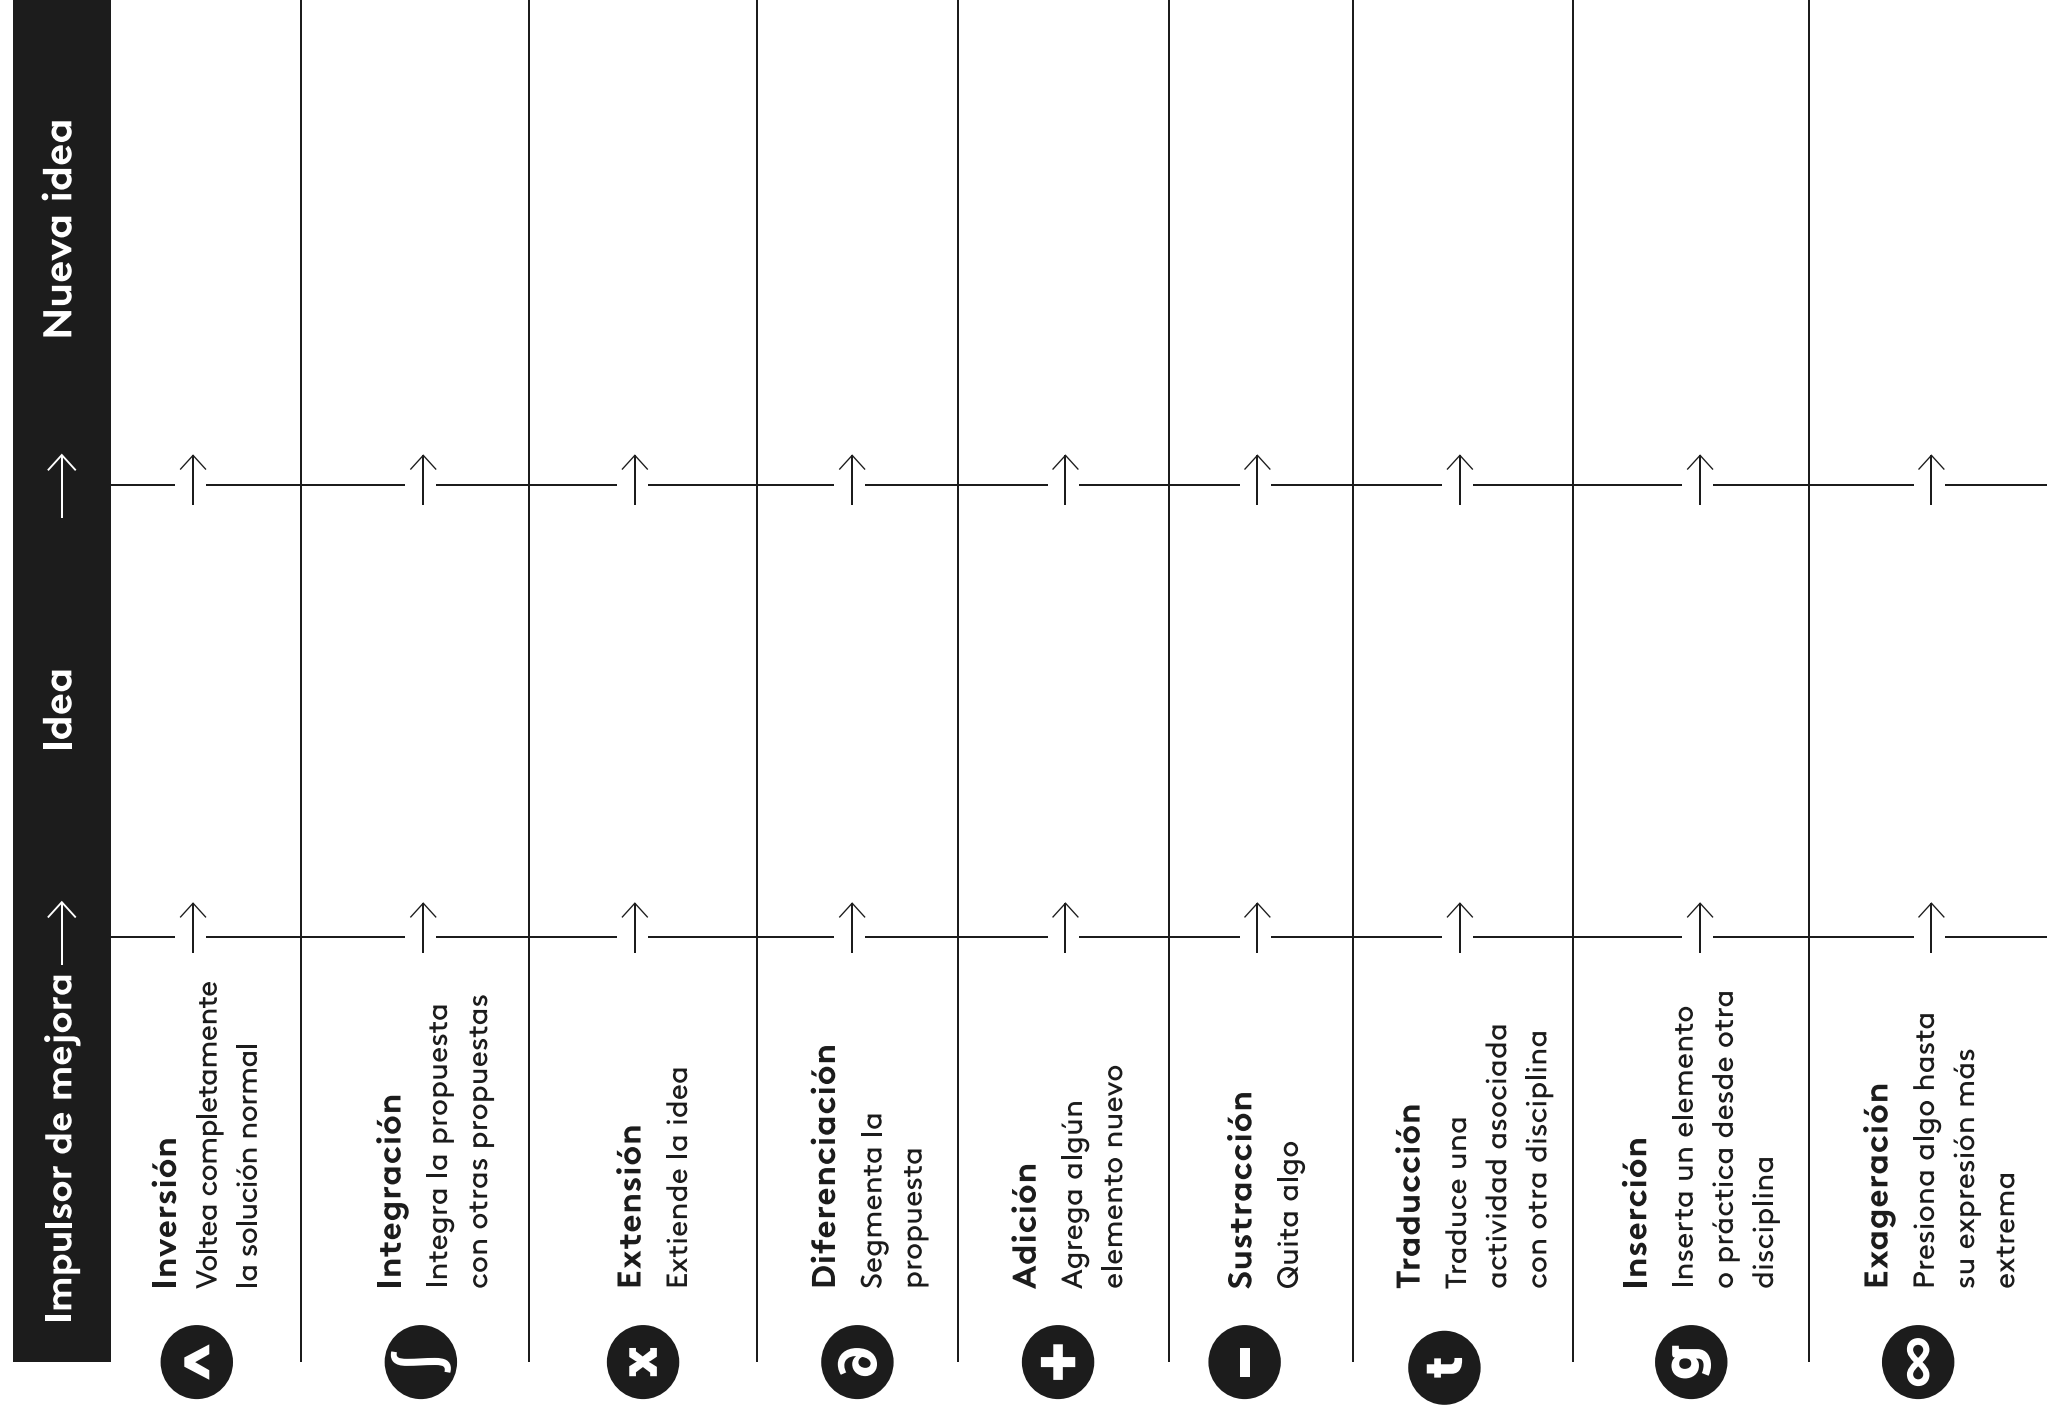 Impulsor de mejora → Idea → Nueva idea
Inversión
Voltea completamente
la solución normal
Integración
Integra la propuesta
con otras propuestas
Extensión
Extiende la idea
Diferenciación
Segmenta la
propuesta
Adición
Agrega algún
elemento nuevo
Sustracción
Quita algo
Traducción
Traduce una
actividad asociada
con otra disciplina
Inserción
Inserta un elemento
o práctica desde otra
disciplina
Exageración
Presiona algo hasta
su expresión más
extrema